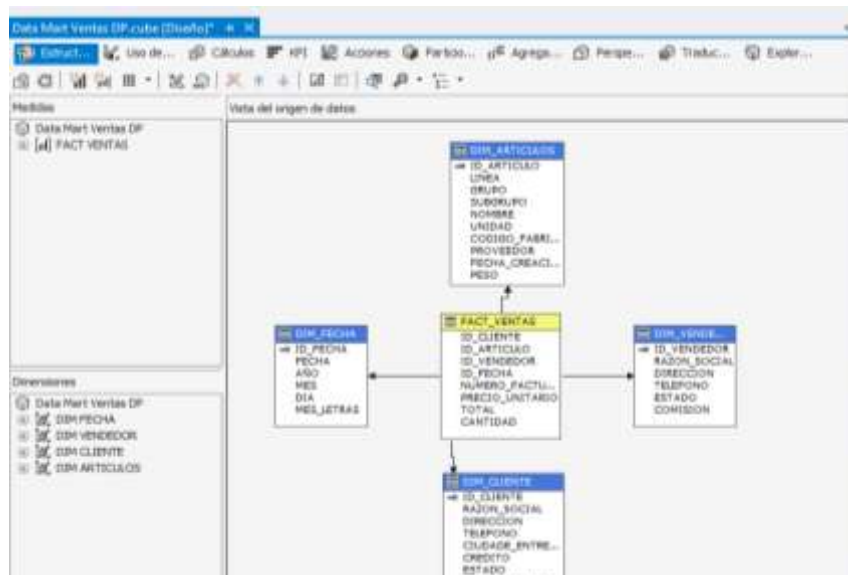 Data Mart Ventas DP.cube [Diseño]*
Estruct... Uso de... Cálculos KPI Acciones Partici... Agrega... Perspe... Traduc... Explor...
Medidas
Data Mart Ventas DP
FACT VENTAS
Dimensiones
Data Mart Ventas DP
DIM FECHA
DIM VENDEDOR
DIM CLIENTE
DIM ARTICULOS
Vista del origen de datos
DIM_ARTICULOS
ID_ARTICULO
LINEA
GRUPO
SUBGRUPO
NOMBRE
UNIDAD
CODIGO_FABRI...
PROVEEDOR
FECHA_CREACI...
PESO
DIM_FECHA
ID_FECHA
FECHA
AÑO
MES
DIA
MES_LETRAS
FACT_VENTAS
ID_CLIENTE
ID_ARTICULO
ID_VENDEDOR
ID_FECHA
NUMERO_FACTU...
PRECIO_UNITARIO
TOTAL
CANTIDAD
DIM_VENDE...
ID_VENDEDOR
RAZON_SOCIAL
DIRECCION
TELEFONO
ESTADO
COMISION
DIM_CLIENTE
ID_CLIENTE
RAZON_SOCIAL
DIRECCION
TELEFONO
CIUDADE_ENTRE...
CREDITO
ESTADO